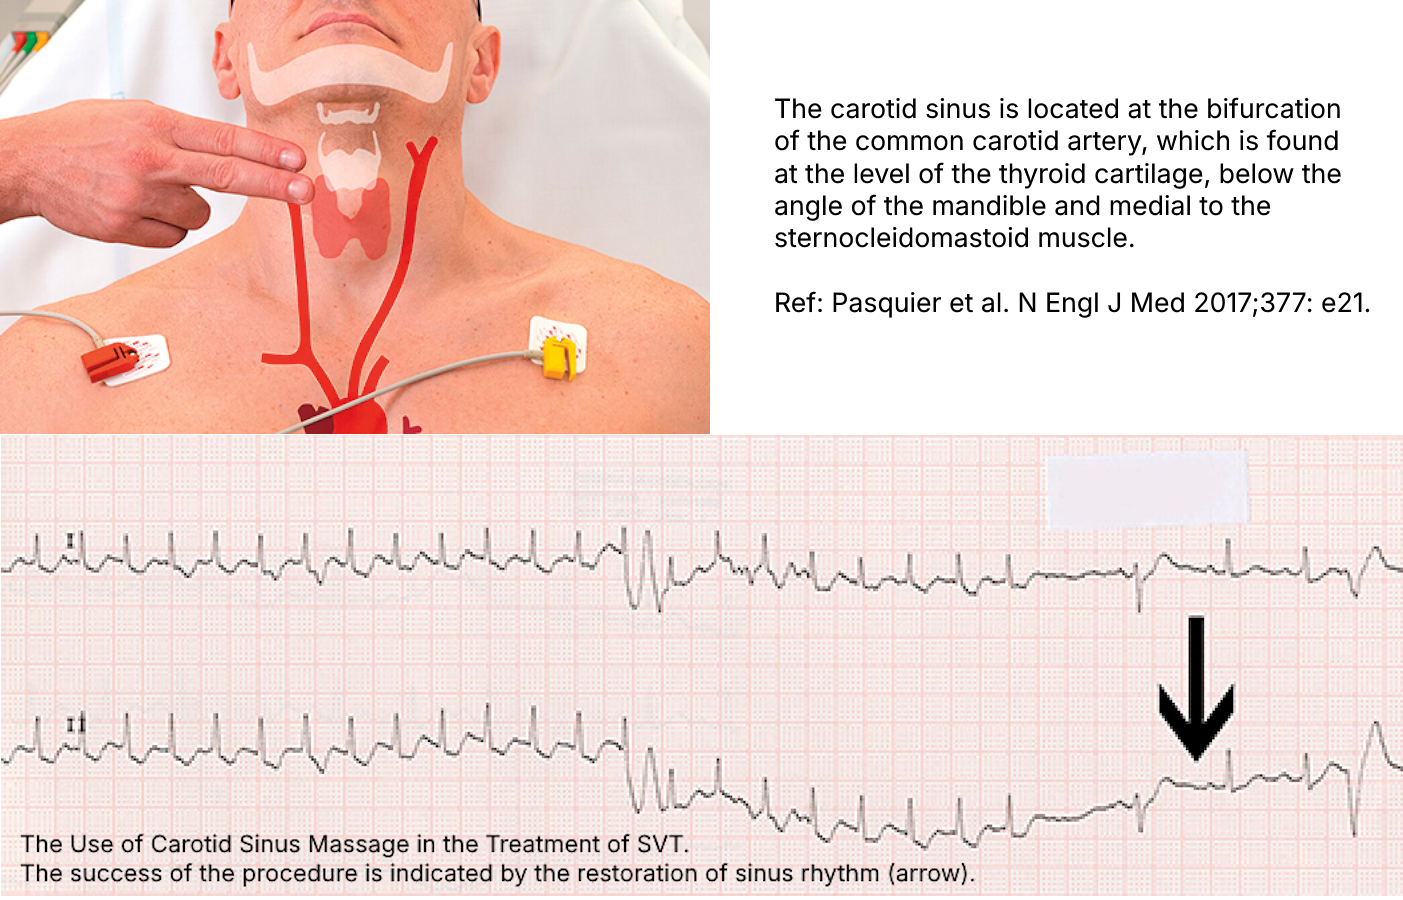 The carotid sinus is located at the bifurcation
of the common carotid artery, which is found
at the level of the thyroid cartilage, below the
angle of the mandible and medial to the
sternocleidomastoid muscle.
Ref: Pasquier et al. N Engl J Med 2017;377: e21.
I
II
The Use of Carotid Sinus Massage in the Treatment of SVT.
The success of the procedure is indicated by the restoration of sinus rhythm (arrow).